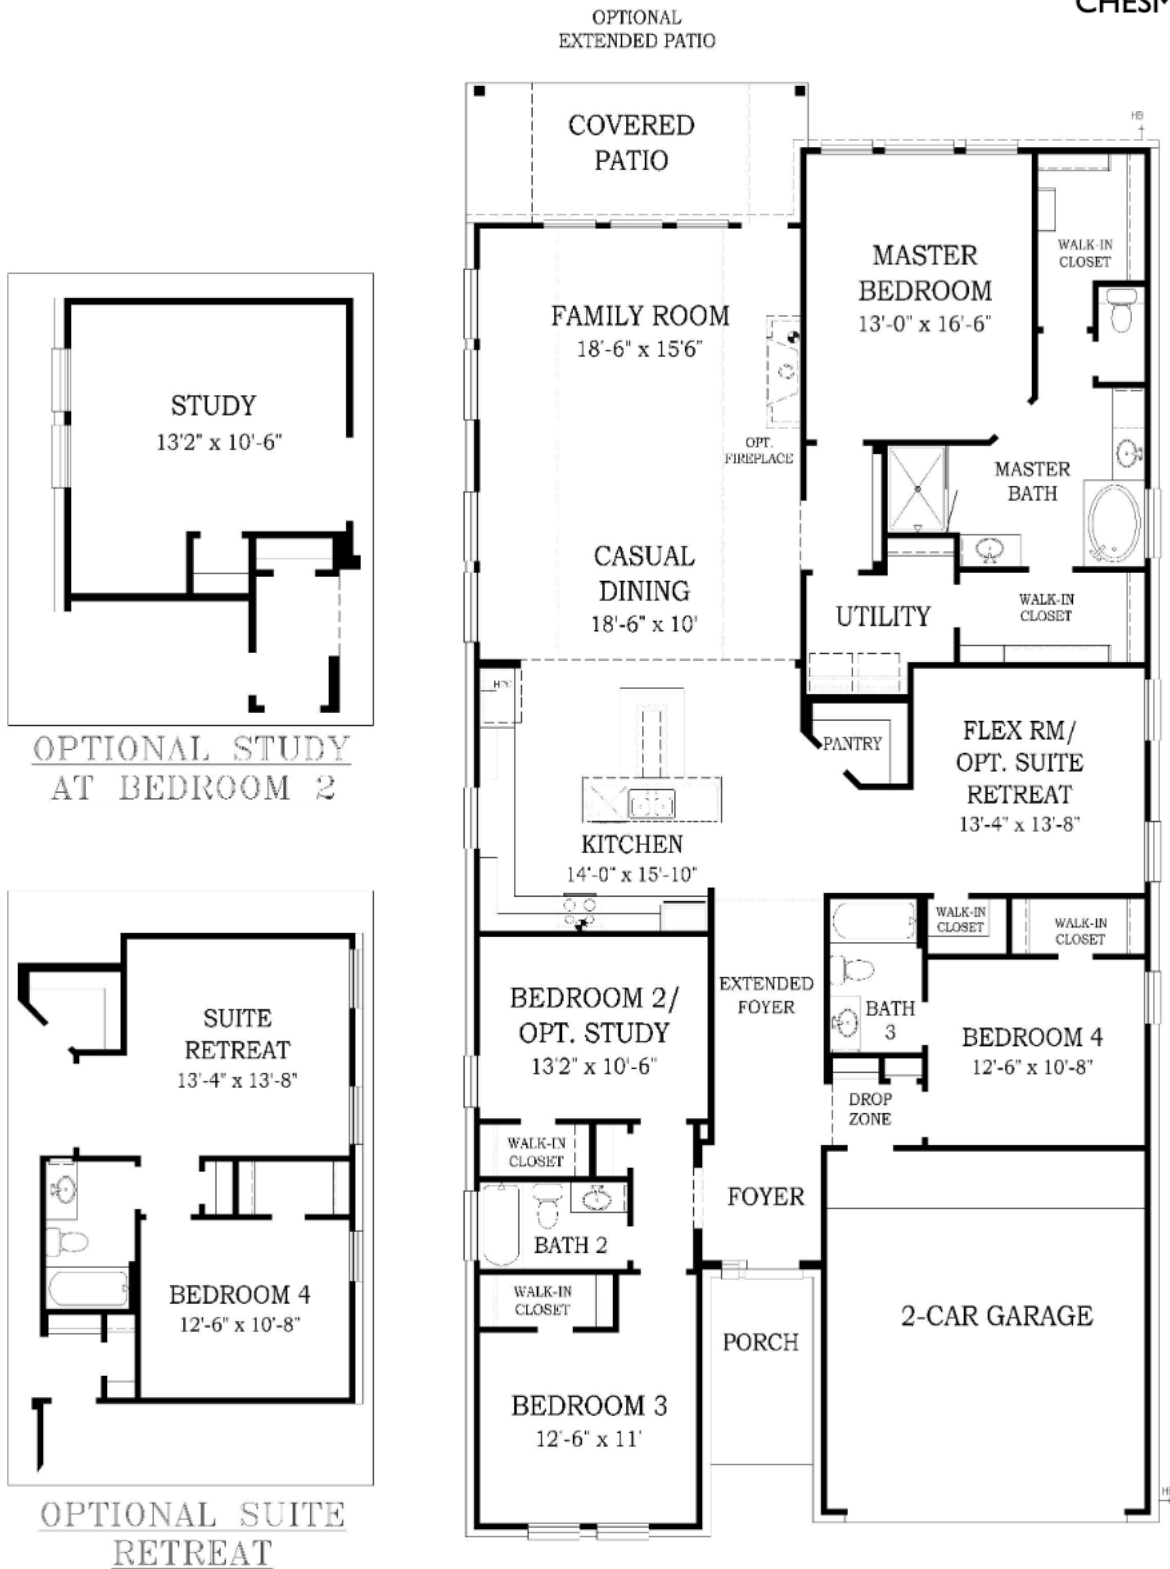 CHESM
OPTIONAL
EXTENDED PATIO
COVERED
PATIO
HB
MASTER
BEDROOM
13'-0" x 16'-6"
WALK-IN
CLOSET
FAMILY ROOM
18'-6" x 15'6"
OPT.
FIREPLACE
MASTER
BATH
CASUAL
DINING
18'-6" x 10'
UTILITY
WALK-IN
CLOSET
PANTRY
FLEX RM/
OPT. SUITE
RETREAT
13'-4" x 13'-8"
KITCHEN
14'-0" x 15'-10"
WALK-IN
CLOSET
WALK-IN
CLOSET
EXTENDED
FOYER
BATH
3
BEDROOM 4
12'-6" x 10'-8"
BEDROOM 2/
OPT. STUDY
13'2" x 10'-6"
DROP
ZONE
WALK-IN
CLOSET
FOYER
BATH 2
WALK-IN
CLOSET
PORCH
2-CAR GARAGE
BEDROOM 3
12'-6" x 11'
STUDY
13'2" x 10'-6"
OPTIONAL STUDY
AT BEDROOM 2
SUITE
RETREAT
13'-4" x 13'-8"
BEDROOM 4
12'-6" x 10'-8"
OPTIONAL SUITE
RETREAT